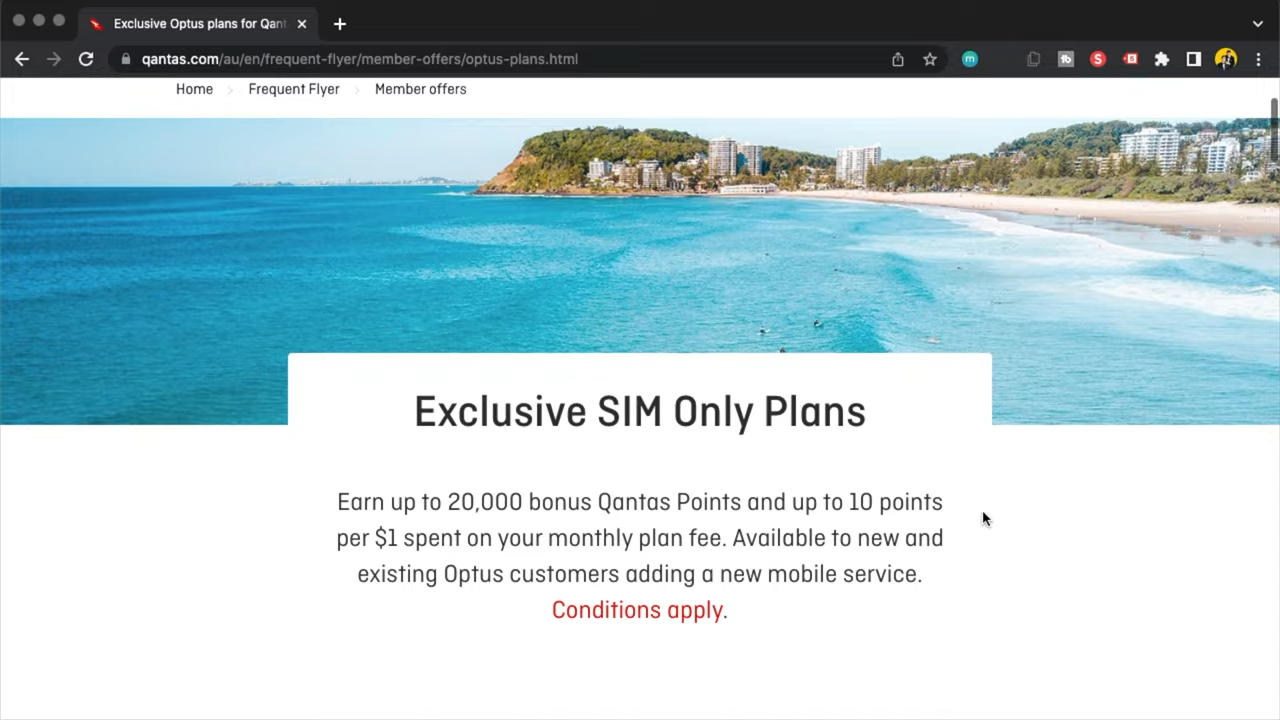 Exclusive Optus plans for Qant
qantas.com/au/en/frequent-flyer/member-offers/optus-plans.html
Home > Frequent Flyer > Member offers
Exclusive SIM Only Plans
Earn up to 20,000 bonus Qantas Points and up to 10 points
per $1 spent on your monthly plan fee. Available to new and
existing Optus customers adding a new mobile service.
Conditions apply.